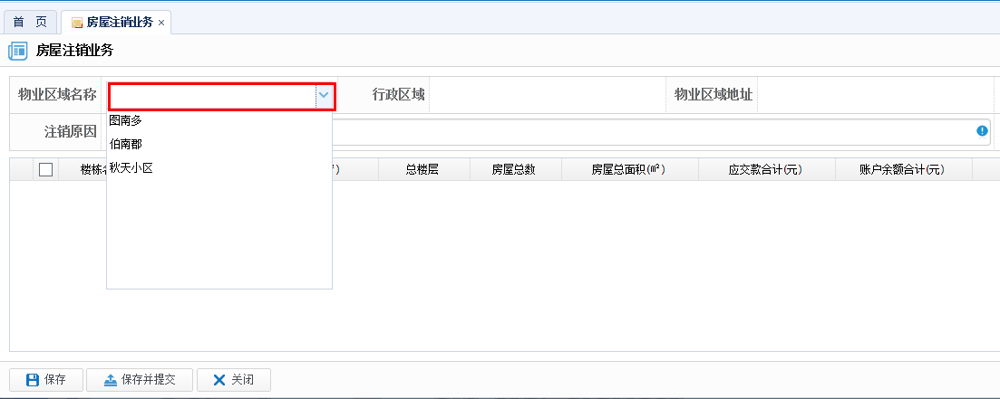 首 页 房屋注销业务 ×
房屋注销业务
物业区域名称 行政区域 物业区域地址
注销原因
图南多
伯南郡
秋天小区
楼栋 ) 总楼层 房屋总数 房屋总面积(㎡) 应交款合计(元) 账户余额合计(元)
保存 保存并提交 关闭